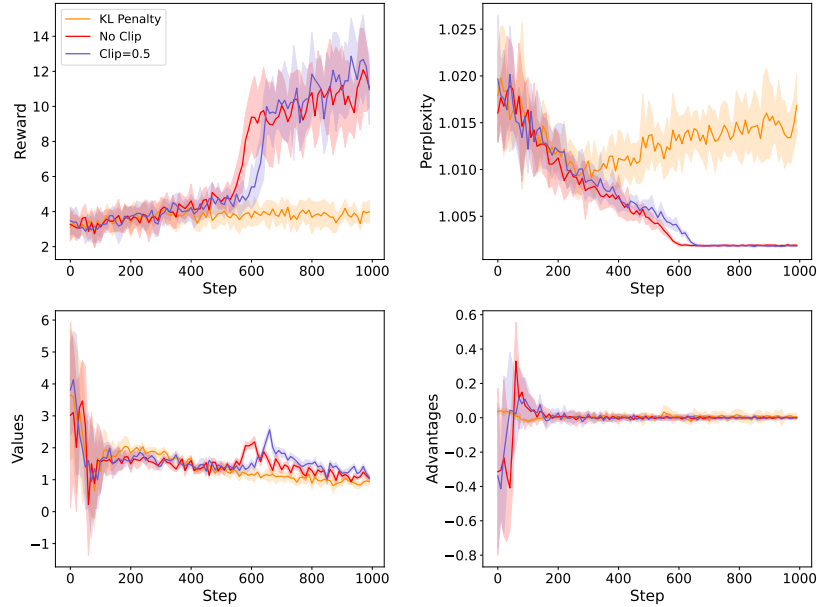 KL Penalty
No Clip
Clip=0.5
Reward
14
12
10
8
6
4
2
0 200 400 600 800 1000
Step
Perplexity
1.025
1.020
1.015
1.010
1.005
0 200 400 600 800 1000
Step
Values
6
5
4
3
2
1
0
−1
0 200 400 600 800 1000
Step
Advantages
0.6
0.4
0.2
0.0
−0.2
−0.4
−0.6
−0.8
0 200 400 600 800 1000
Step